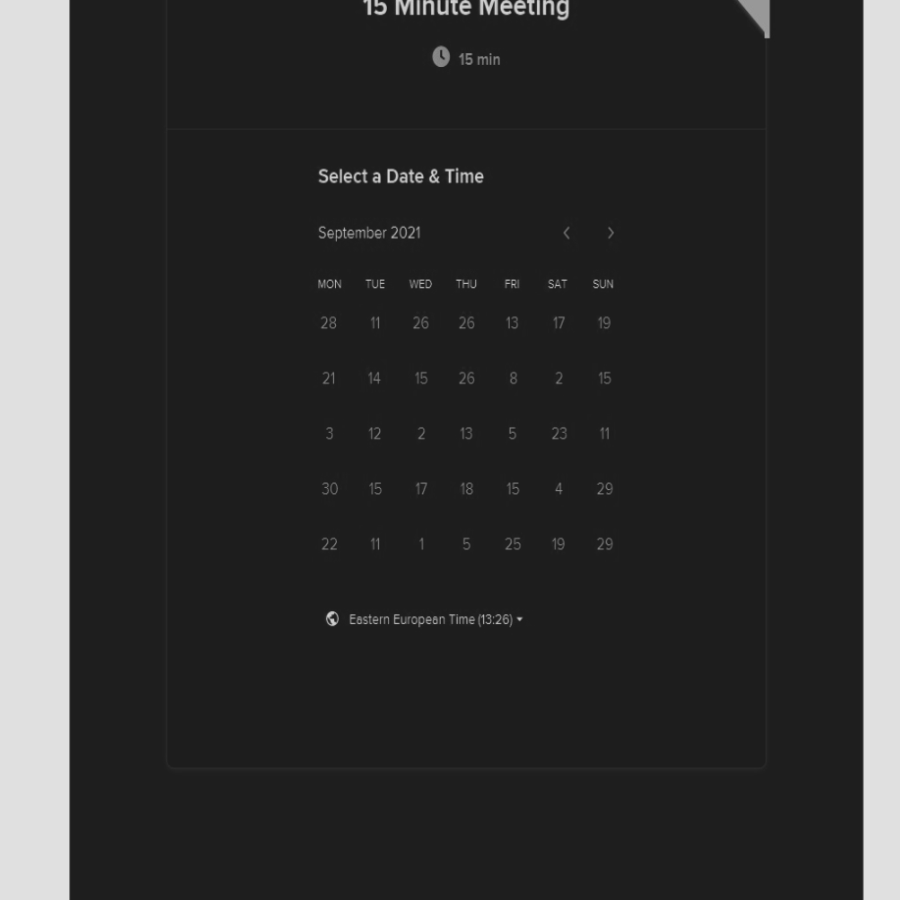 15 Minute Meeting
15 min
Select a Date & Time
September 2021
MON TUE WED THU FRI SAT SUN
28 11 26 26 13 17 19
21 14 15 26 8 2 15
3 12 2 13 5 23 11
30 15 17 18 15 4 29
22 11 1 5 25 19 29
Eastern European Time (13:26)